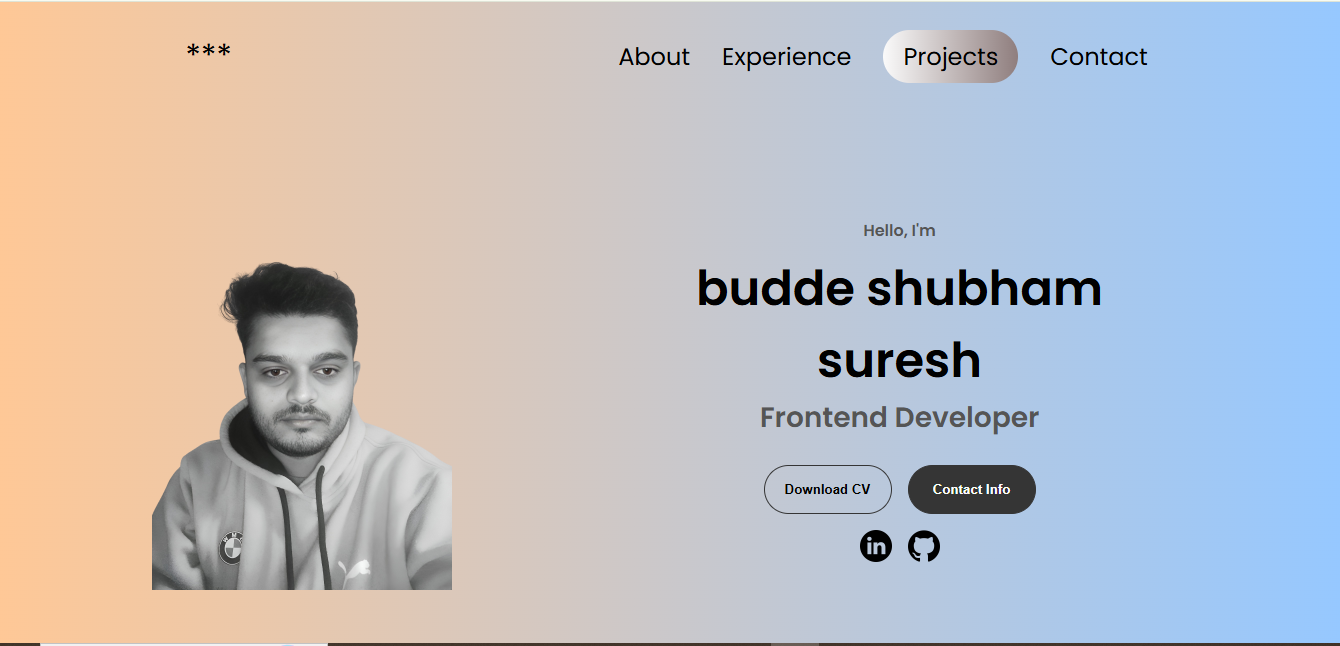 ***
About Experience Projects Contact
Hello, I'm
budde shubham
suresh
Frontend Developer
Download CV Contact Info
in